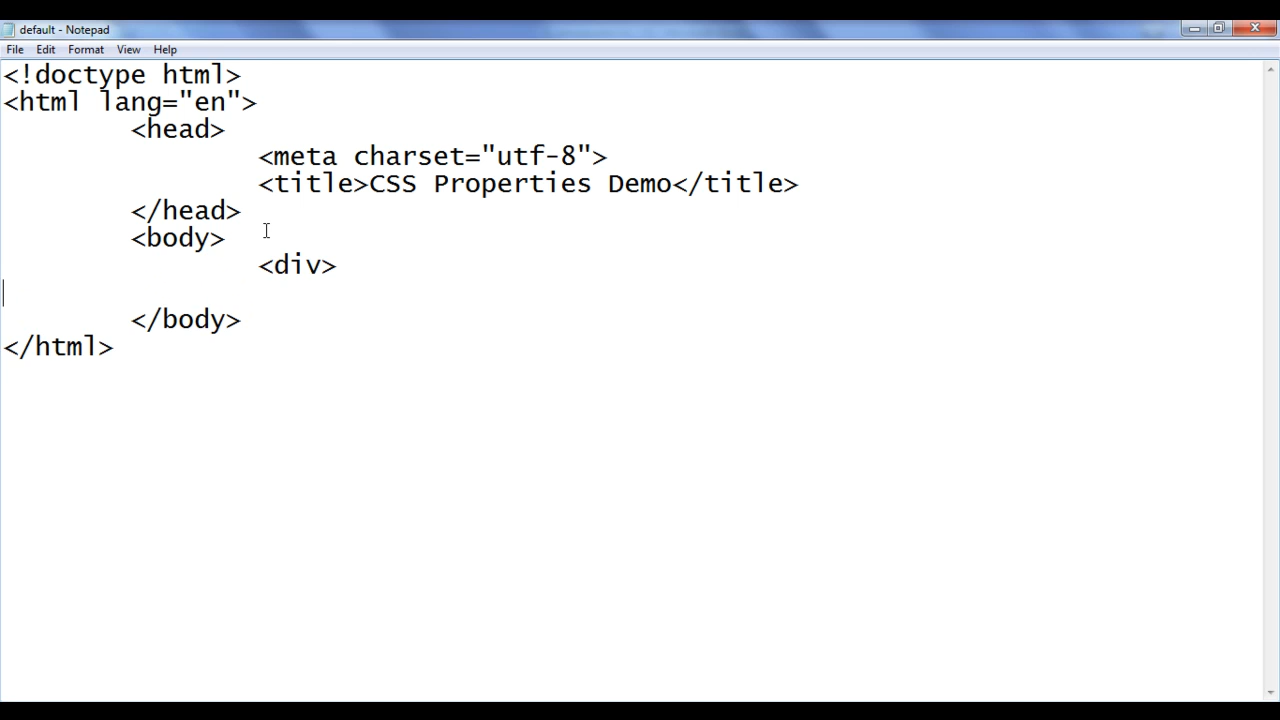 default - Notepad
File Edit Format View Help
<!doctype html>
<html lang="en">
<head>
<meta charset="utf-8">
<title>CSS Properties Demo</title>
</head>
<body>
<div>
</body>
</html>